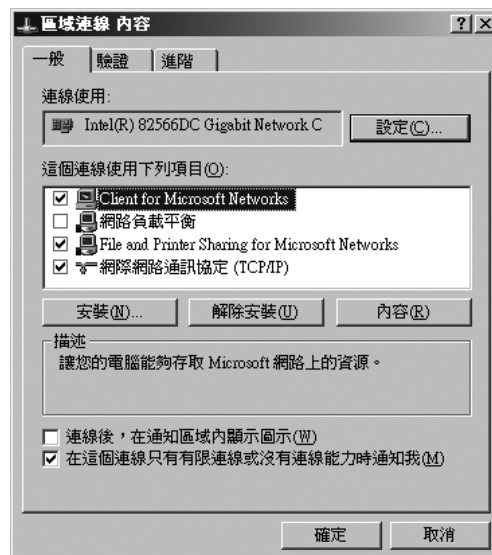 區域連線 內容
一般 驗證 進階
連線使用:
Intel(R) 82566DC Gigabit Network C 設定(C)...
這個連線使用下列項目(O):
Client for Microsoft Networks
網路負載平衡
File and Printer Sharing for Microsoft Networks
網際網路通訊協定 (TCP/IP)
安裝(N)... 解除安裝(U) 內容(R)
描述
讓您的電腦能夠存取 Microsoft 網路上的資源。
連線後，在通知區域內顯示圖示(W)
在這個連線只有有限連線或沒有連線能力時通知我(M)
確定 取消